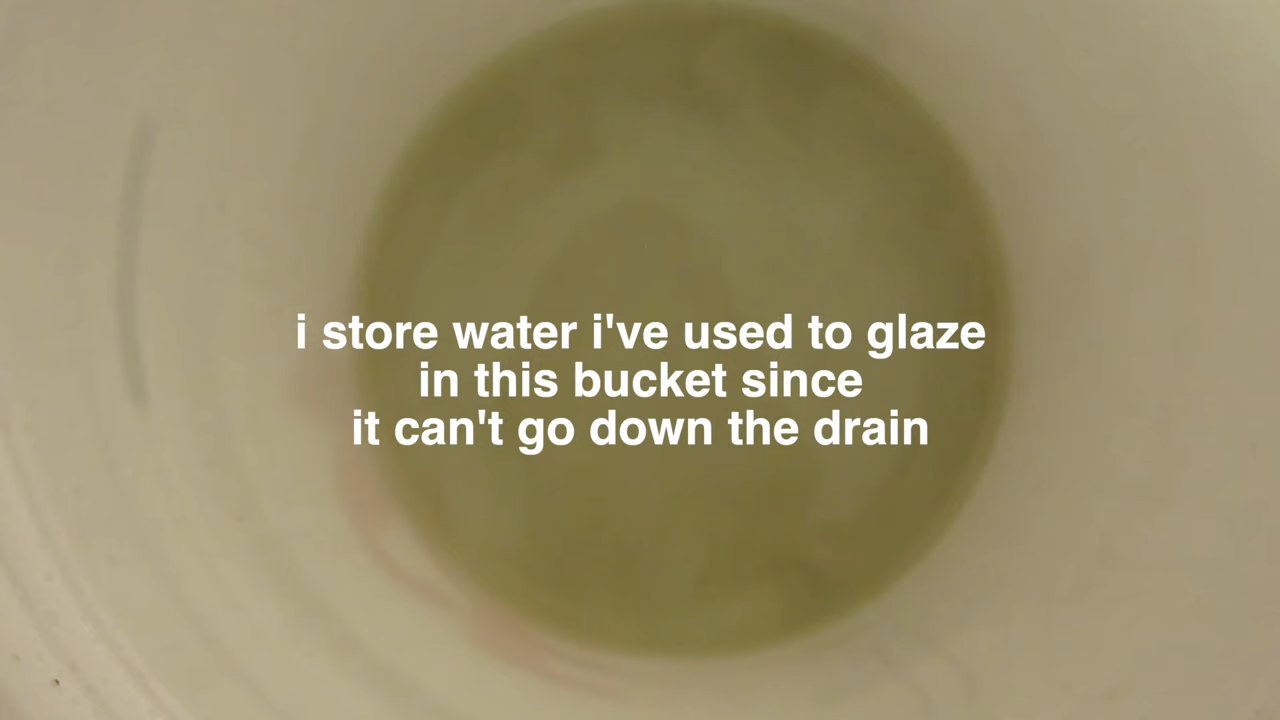 i store water i've used to glaze
in this bucket since
it can't go down the drain